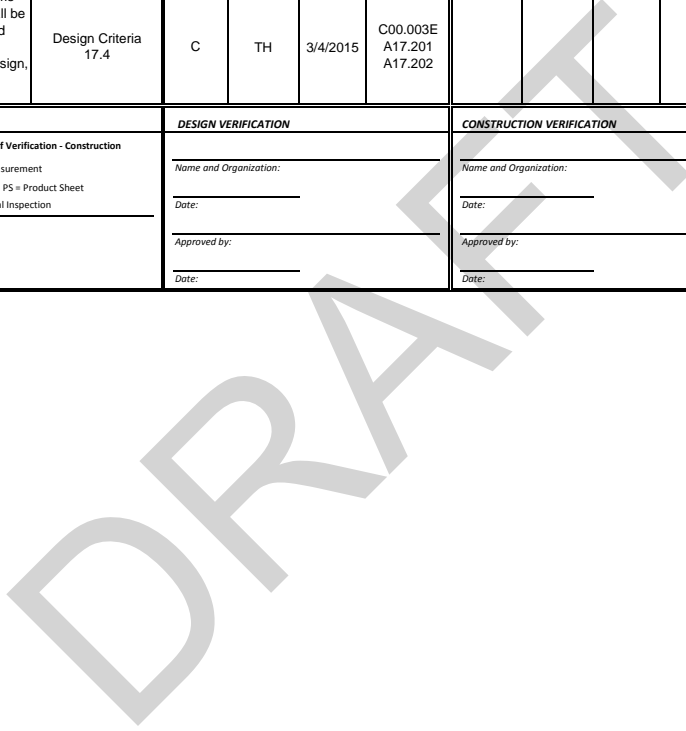 ll be
Design Criteria
17.4
C
TH
3/4/2015
C00.003E
A17.201
A17.202
sign,
DESIGN VERIFICATION
CONSTRUCTION VERIFICATION
f Verification - Construction
surement
PS = Product Sheet
l Inspection
Name and Organization:
Date:
Approved by:
Date:
Name and Organization:
Date:
Approved by:
Date:
DRAFT